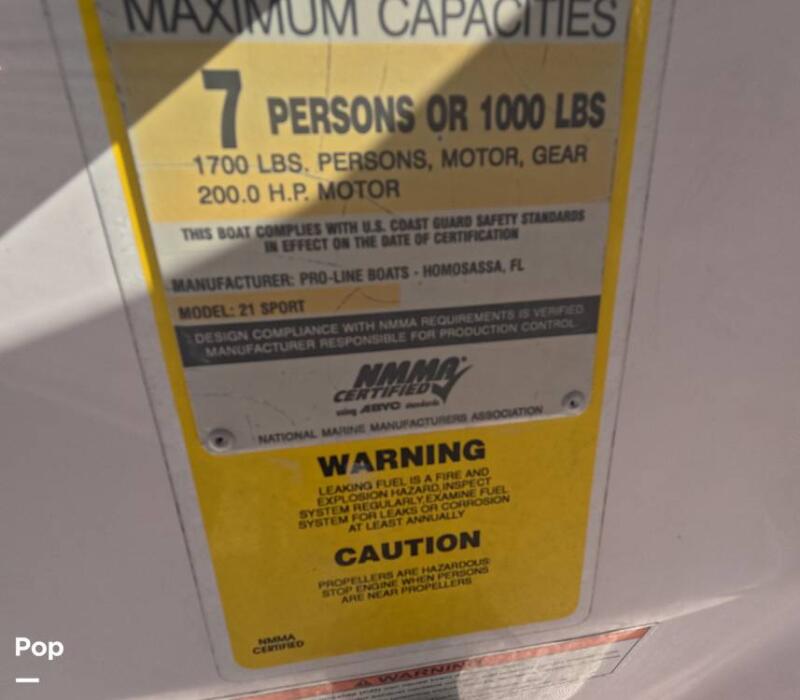 MAXIMUM CAPACITIES
7 PERSONS OR 1000 LBS
1700 LBS. PERSONS, MOTOR, GEAR
200.0 H.P. MOTOR
THIS BOAT COMPLIES WITH U.S. COAST GUARD SAFETY STANDARDS
IN EFFECT ON THE DATE OF CERTIFICATION
MANUFACTURER: PRO-LINE BOATS - HOMOSASSA, FL
MODEL: 21 SPORT
DESIGN COMPLIANCE WITH NMMA REQUIREMENTS IS VERIFIED.
MANUFACTURER RESPONSIBLE FOR PRODUCTION CONTROL.
NMMA®
CERTIFIED
using ABYC standards
NATIONAL MARINE MANUFACTURERS ASSOCIATION
WARNING
LEAKING FUEL IS A FIRE AND
EXPLOSION HAZARD,INSPECT
SYSTEM REGULARLY,EXAMINE FUEL
SYSTEM FOR LEAKS OR CORROSION
AT LEAST ANNUALLY
CAUTION
PROPELLERS ARE HAZARDOUS
STOP ENGINE WHEN PERSONS
ARE NEAR PROPELLERS
NMMA
CERTIFIED
Pop
WARNING